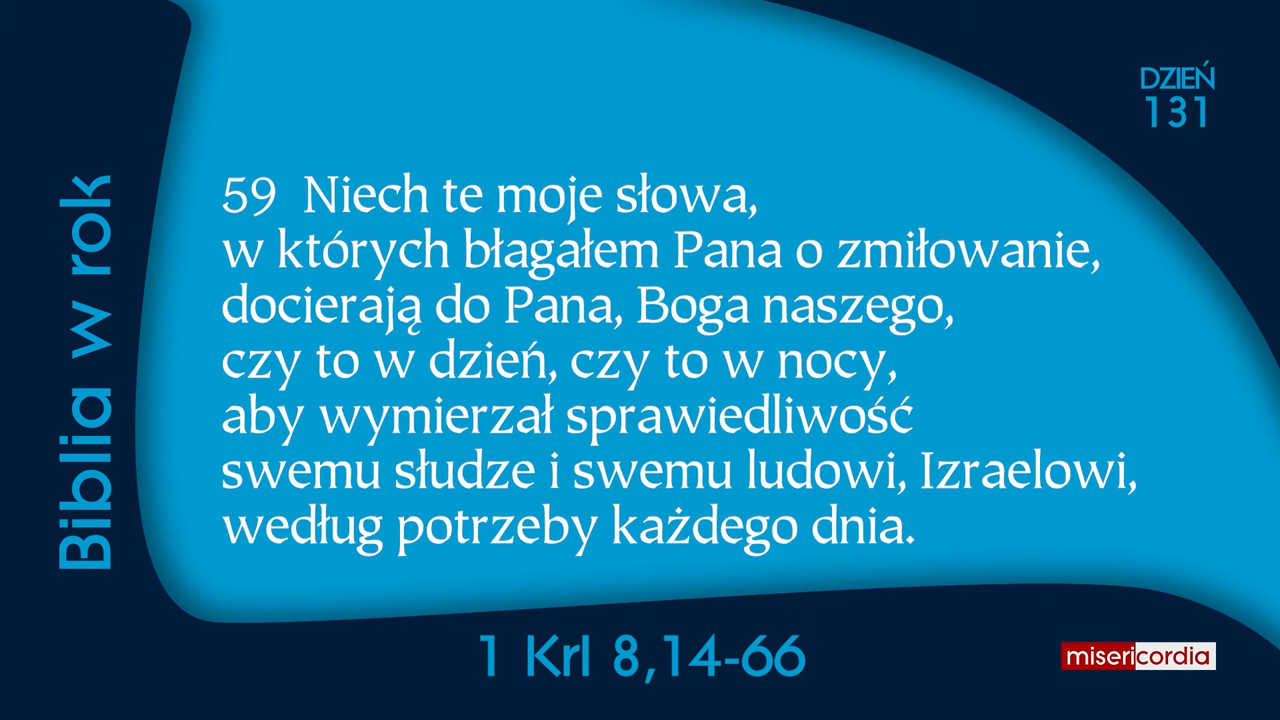 DZIEŃ
131
Biblia w rok
59 Niech te moje słowa,
w których błagałem Pana o zmiłowanie,
docierają do Pana, Boga naszego,
czy to w dzień, czy to w nocy,
aby wymierzał sprawiedliwość
swemu słudze i swemu ludowi, Izraelowi,
według potrzeby każdego dnia.
1 Krl 8,14-66
misericordia